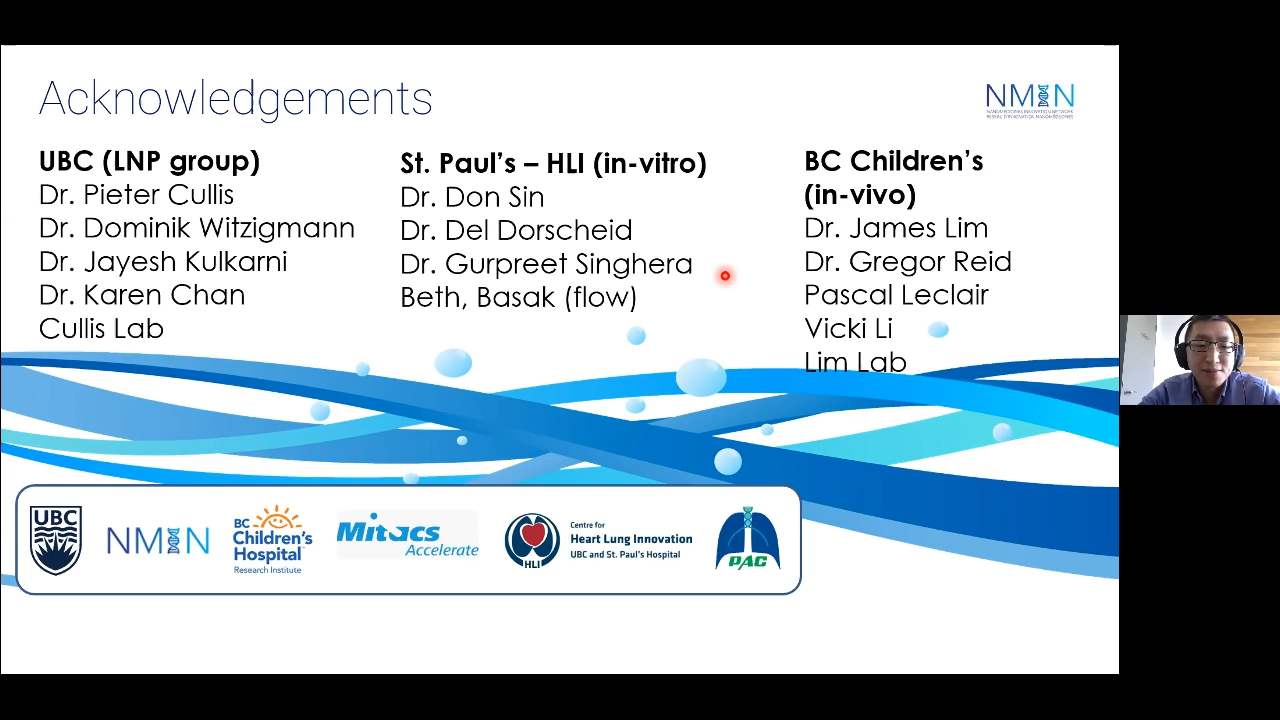 Acknowledgements
NMIN
NANOMEDICINES INNOVATION NETWORK
UBC (LNP group)
Dr. Pieter Cullis
Dr. Dominik Witzigmann
Dr. Jayesh Kulkarni
Dr. Karen Chan
Cullis Lab
St. Paul’s – HLI (in-vitro)
Dr. Don Sin
Dr. Del Dorscheid
Dr. Gurpreet Singhera
Beth, Basak (flow)
BC Children’s
(in-vivo)
Dr. James Lim
Dr. Gregor Reid
Pascal Leclair
Vicki Li
Lim Lab
UBC
NMIN
BC
Children's
Hospital
Research Institute
Mitacs
Accelerate
HLI
Centre for
Heart Lung Innovation
UBC and St. Paul's Hospital
PAC